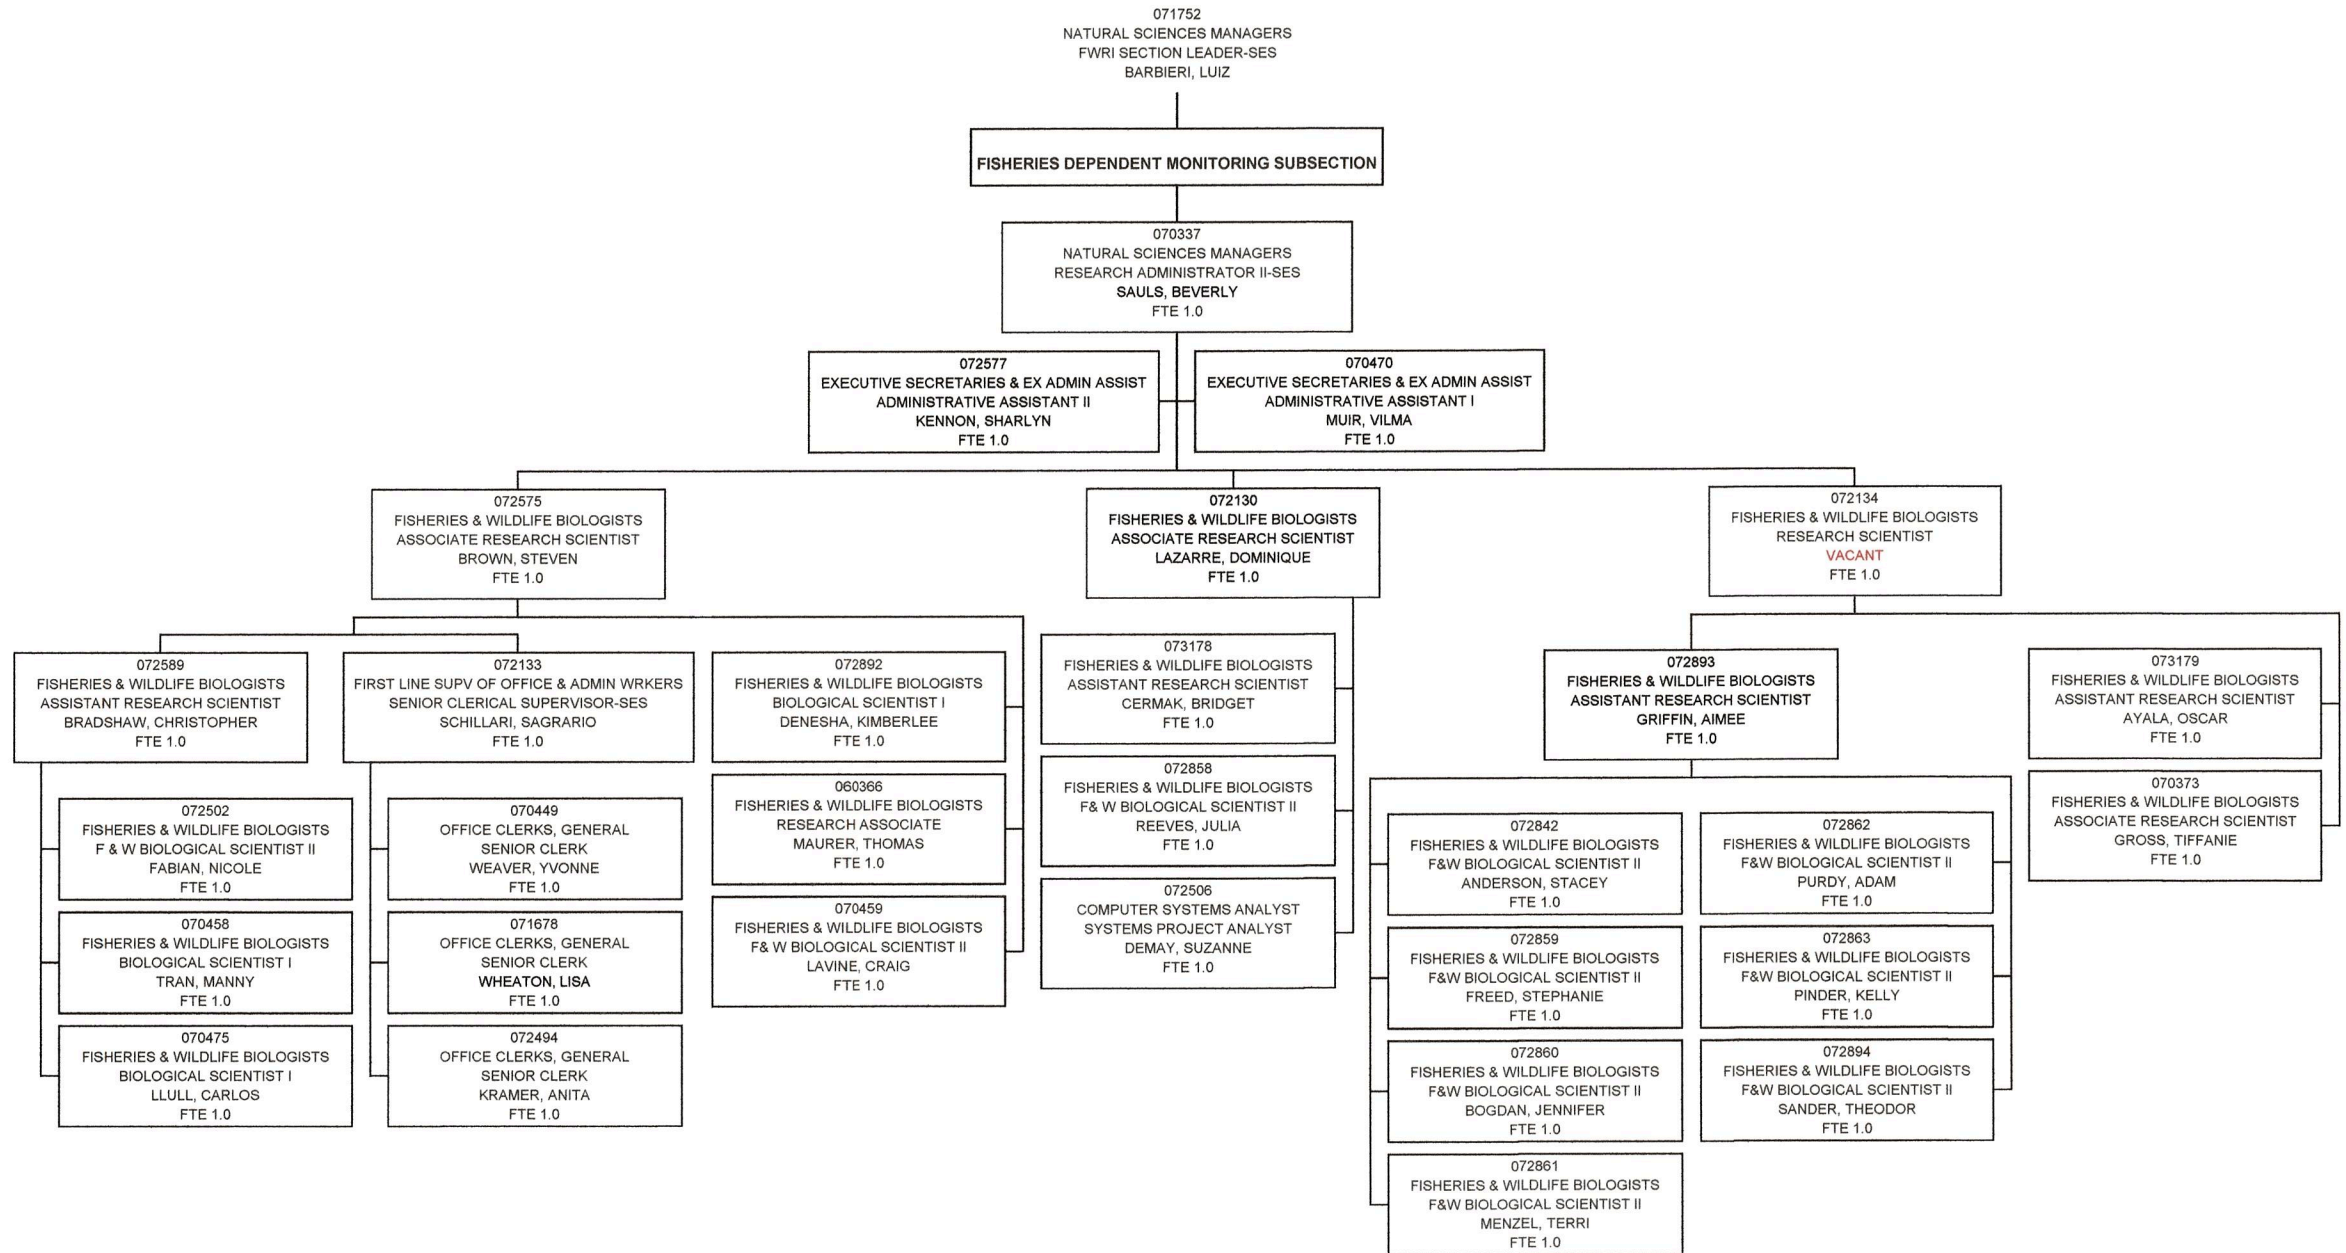 071752
NATURAL SCIENCES MANAGERS
FWRI SECTION LEADER-SES
BARBIERI, LUIZ
FISHERIES DEPENDENT MONITORING SUBSECTION
070337
NATURAL SCIENCES MANAGERS
RESEARCH ADMINISTRATOR II-SES
SAULS, BEVERLY
FTE 1.0
072577
EXECUTIVE SECRETARIES & EX ADMIN ASSIST
ADMINISTRATIVE ASSISTANT II
KENNON, SHARLYN
FTE 1.0
070470
EXECUTIVE SECRETARIES & EX ADMIN ASSIST
ADMINISTRATIVE ASSISTANT I
MUIR, VILMA
FTE 1.0
072575
FISHERIES & WILDLIFE BIOLOGISTS
ASSOCIATE RESEARCH SCIENTIST
BROWN, STEVEN
FTE 1.0
072130
FISHERIES & WILDLIFE BIOLOGISTS
ASSOCIATE RESEARCH SCIENTIST
LAZARRE, DOMINIQUE
FTE 1.0
072134
FISHERIES & WILDLIFE BIOLOGISTS
RESEARCH SCIENTIST
VACANT
FTE 1.0
072589
FISHERIES & WILDLIFE BIOLOGISTS
ASSISTANT RESEARCH SCIENTIST
BRADSHAW, CHRISTOPHER
FTE 1.0
072502
FISHERIES & WILDLIFE BIOLOGISTS
F & W BIOLOGICAL SCIENTIST II
FABIAN, NICOLE
FTE 1.0
070458
FISHERIES & WILDLIFE BIOLOGISTS
BIOLOGICAL SCIENTIST I
TRAN, MANNY
FTE 1.0
070475
FISHERIES & WILDLIFE BIOLOGISTS
BIOLOGICAL SCIENTIST I
LLULL, CARLOS
FTE 1.0
072133
FIRST LINE SUPV OF OFFICE & ADMIN WRKERS
SENIOR CLERICAL SUPERVISOR-SES
SCHILLARI, SAGRARIO
FTE 1.0
070449
OFFICE CLERKS, GENERAL
SENIOR CLERK
WEAVER, YVONNE
FTE 1.0
071678
OFFICE CLERKS, GENERAL
SENIOR CLERK
WHEATON, LISA
FTE 1.0
072494
OFFICE CLERKS, GENERAL
SENIOR CLERK
KRAMER, ANITA
FTE 1.0
072892
FISHERIES & WILDLIFE BIOLOGISTS
BIOLOGICAL SCIENTIST I
DENESHA, KIMBERLEE
FTE 1.0
060366
FISHERIES & WILDLIFE BIOLOGISTS
RESEARCH ASSOCIATE
MAURER, THOMAS
FTE 1.0
070459
FISHERIES & WILDLIFE BIOLOGISTS
F& W BIOLOGICAL SCIENTIST II
LAVINE, CRAIG
FTE 1.0
073178
FISHERIES & WILDLIFE BIOLOGISTS
ASSISTANT RESEARCH SCIENTIST
CERMAK, BRIDGET
FTE 1.0
072858
FISHERIES & WILDLIFE BIOLOGISTS
F& W BIOLOGICAL SCIENTIST II
REEVES, JULIA
FTE 1.0
072506
COMPUTER SYSTEMS ANALYST
SYSTEMS PROJECT ANALYST
DEMAY, SUZANNE
FTE 1.0
072893
FISHERIES & WILDLIFE BIOLOGISTS
ASSISTANT RESEARCH SCIENTIST
GRIFFIN, AIMEE
FTE 1.0
072842
FISHERIES & WILDLIFE BIOLOGISTS
F&W BIOLOGICAL SCIENTIST II
ANDERSON, STACEY
FTE 1.0
072859
FISHERIES & WILDLIFE BIOLOGISTS
F&W BIOLOGICAL SCIENTIST II
FREED, STEPHANIE
FTE 1.0
072860
FISHERIES & WILDLIFE BIOLOGISTS
F&W BIOLOGICAL SCIENTIST II
BOGDAN, JENNIFER
FTE 1.0
072861
FISHERIES & WILDLIFE BIOLOGISTS
F&W BIOLOGICAL SCIENTIST II
MENZEL, TERRI
FTE 1.0
072862
FISHERIES & WILDLIFE BIOLOGISTS
F&W BIOLOGICAL SCIENTIST II
PURDY, ADAM
FTE 1.0
072863
FISHERIES & WILDLIFE BIOLOGISTS
F&W BIOLOGICAL SCIENTIST II
PINDER, KELLY
FTE 1.0
072894
FISHERIES & WILDLIFE BIOLOGISTS
F&W BIOLOGICAL SCIENTIST II
SANDER, THEODOR
FTE 1.0
073179
FISHERIES & WILDLIFE BIOLOGISTS
ASSISTANT RESEARCH SCIENTIST
AYALA, OSCAR
FTE 1.0
070373
FISHERIES & WILDLIFE BIOLOGISTS
ASSOCIATE RESEARCH SCIENTIST
GROSS, TIFFANIE
FTE 1.0